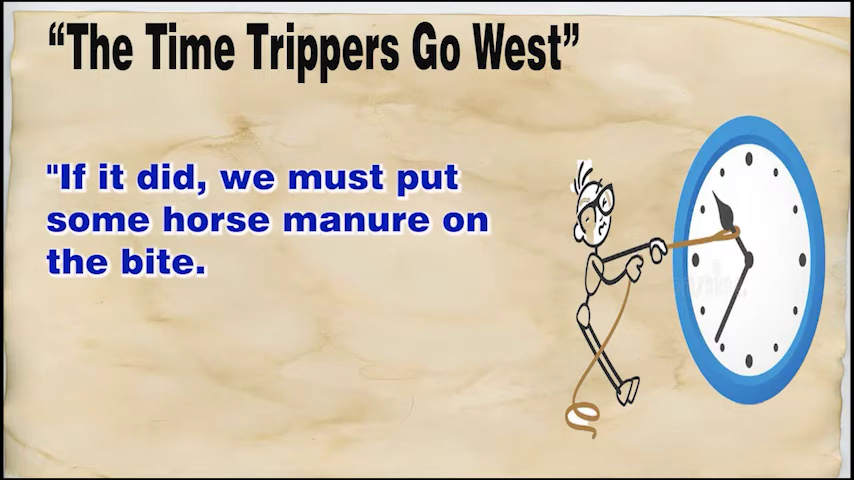 “The Time Trippers Go West”
"If it did, we must put
some horse manure on
the bite.